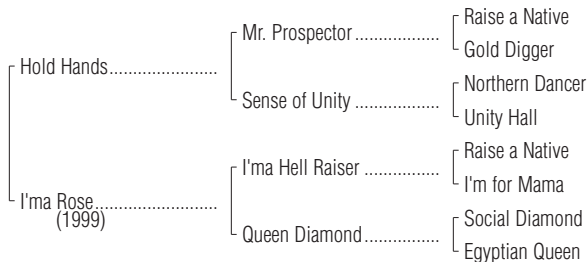 Raise a Native
Mr. Prospector ....................
Gold Digger
Hold Hands..........................
Northern Dancer
Sense of Unity ....................
Unity Hall
Raise a Native
I'ma Hell Raiser ..................
I'm for Mama
I'ma Rose.............................
(1999)
Social Diamond
Queen Diamond..................
Egyptian Queen